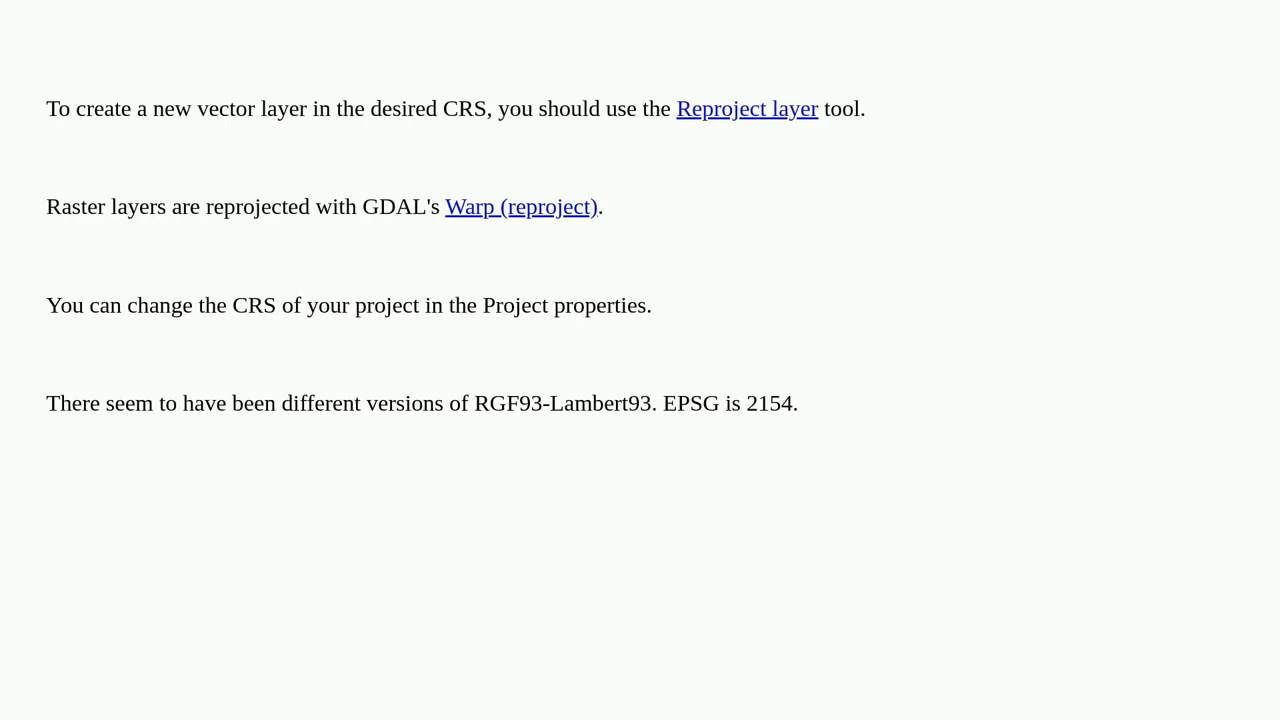 To create a new vector layer in the desired CRS, you should use the Reproject layer tool.
Raster layers are reprojected with GDAL's Warp (reproject).
You can change the CRS of your project in the Project properties.
There seem to have been different versions of RGF93-Lambert93. EPSG is 2154.